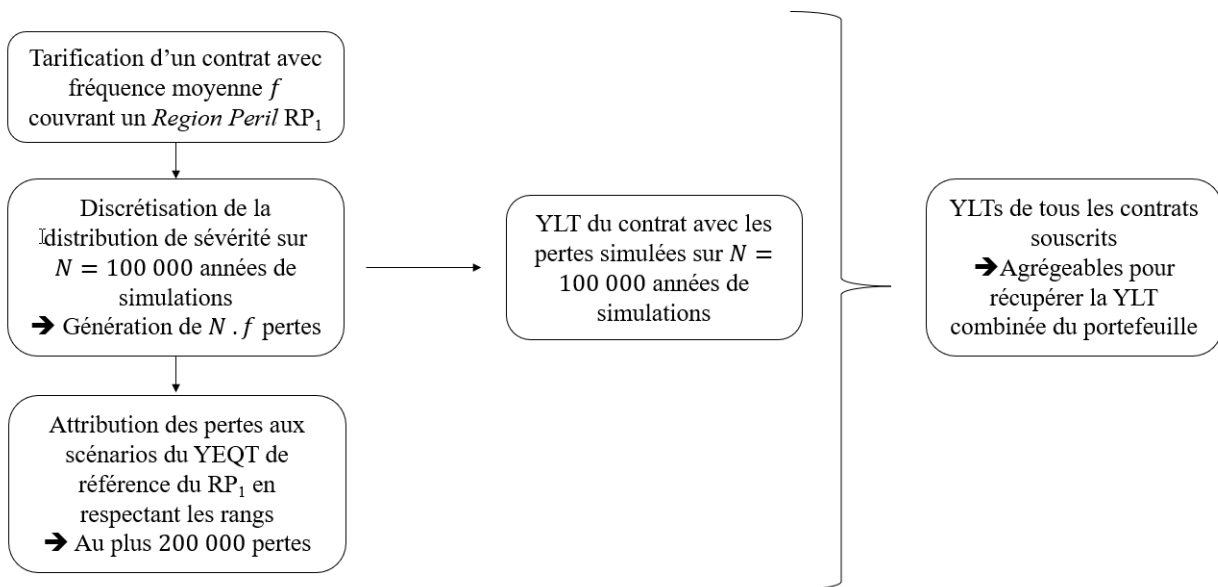 Tarification d'un contrat avec
fréquence moyenne f
couvrant un Region Peril RP₁
Discrétisation de la
distribution de sévérité sur
N = 100 000 années de
simulations
➔ Génération de N . f pertes
Attribution des pertes aux
scénarios du YEQT de
référence du RP₁ en
respectant les rangs
➔ Au plus 200 000 pertes
YLT du contrat avec les
pertes simulées sur N =
100 000 années de
simulations
YLTs de tous les contrats
souscrits
➔Agrégeables pour
récupérer la YLT
combinée du portefeuille